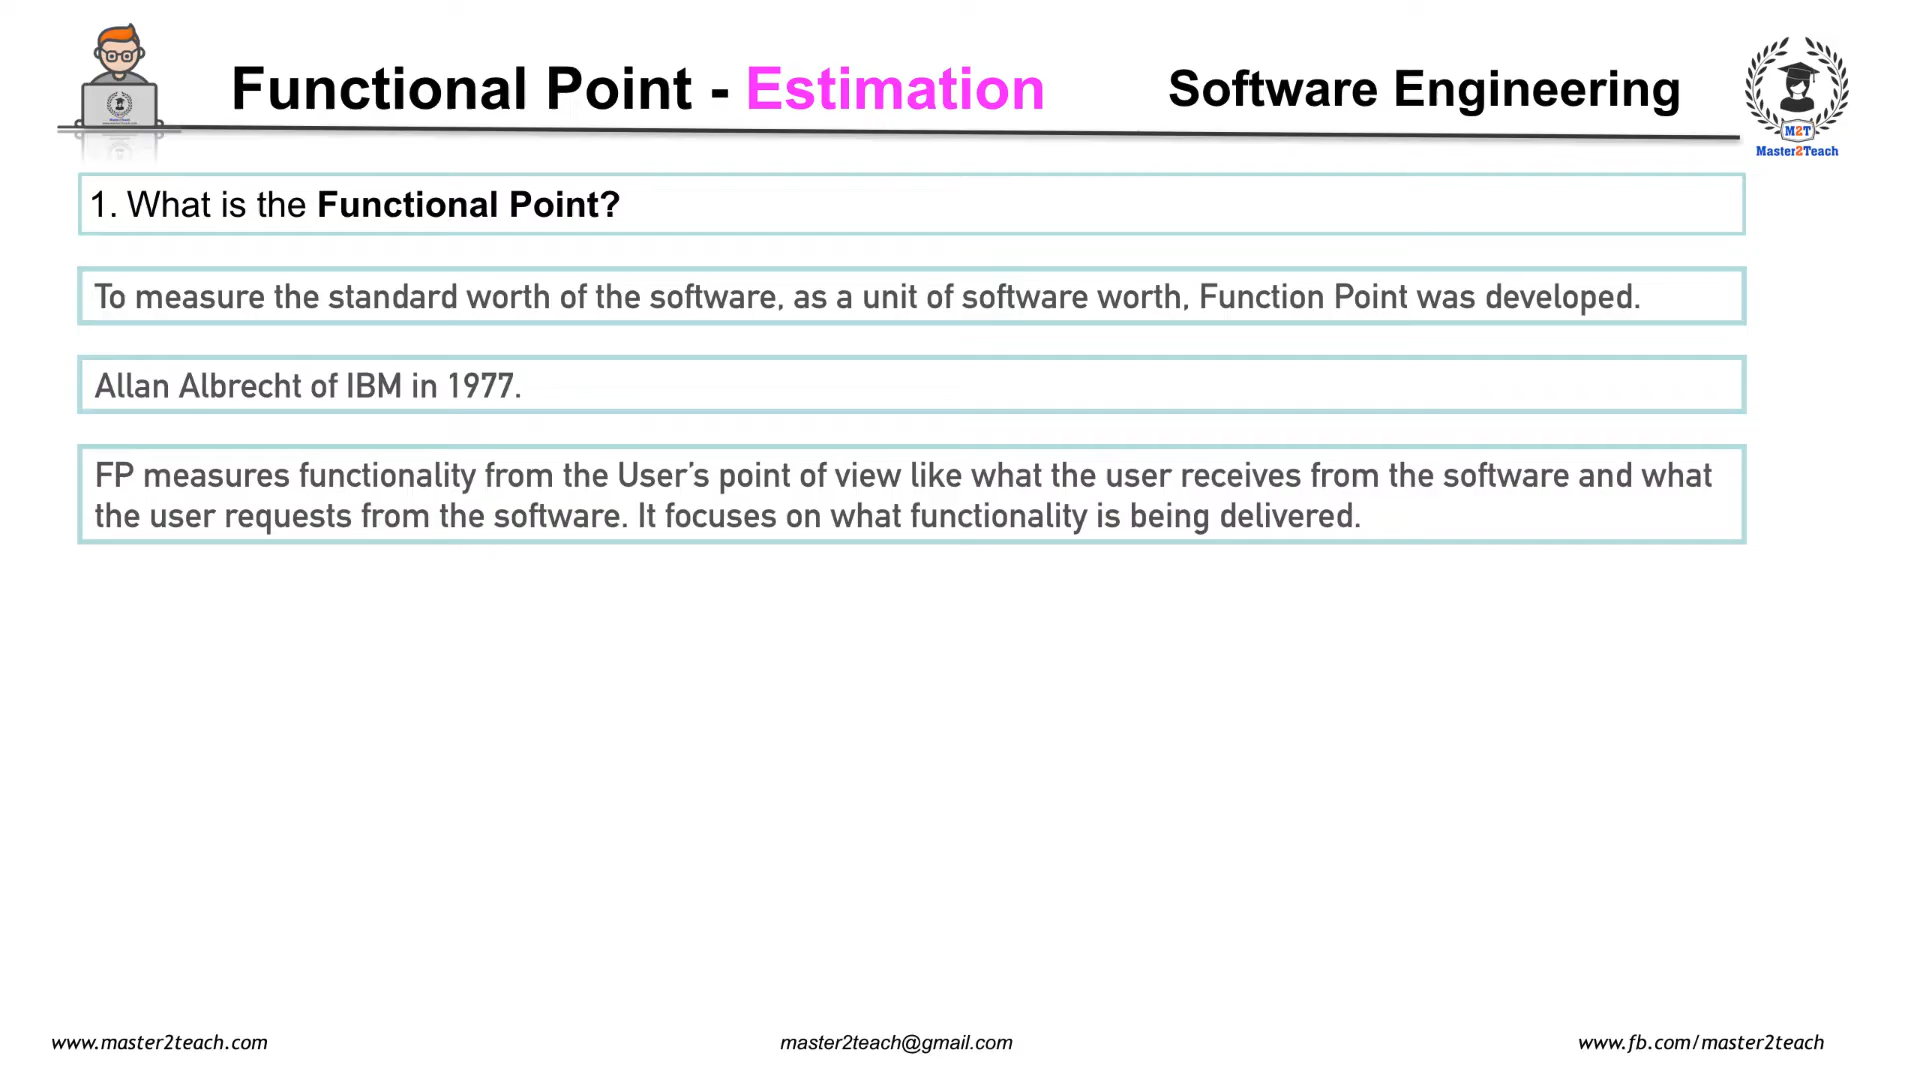 Functional Point - Estimation
Software Engineering
M2T
Master2Teach
1. What is the Functional Point?
To measure the standard worth of the software, as a unit of software worth, Function Point was developed.
Allan Albrecht of IBM in 1977.
FP measures functionality from the User’s point of view like what the user receives from the software and what
the user requests from the software. It focuses on what functionality is being delivered.
www.master2teach.com
master2teach@gmail.com
www.fb.com/master2teach